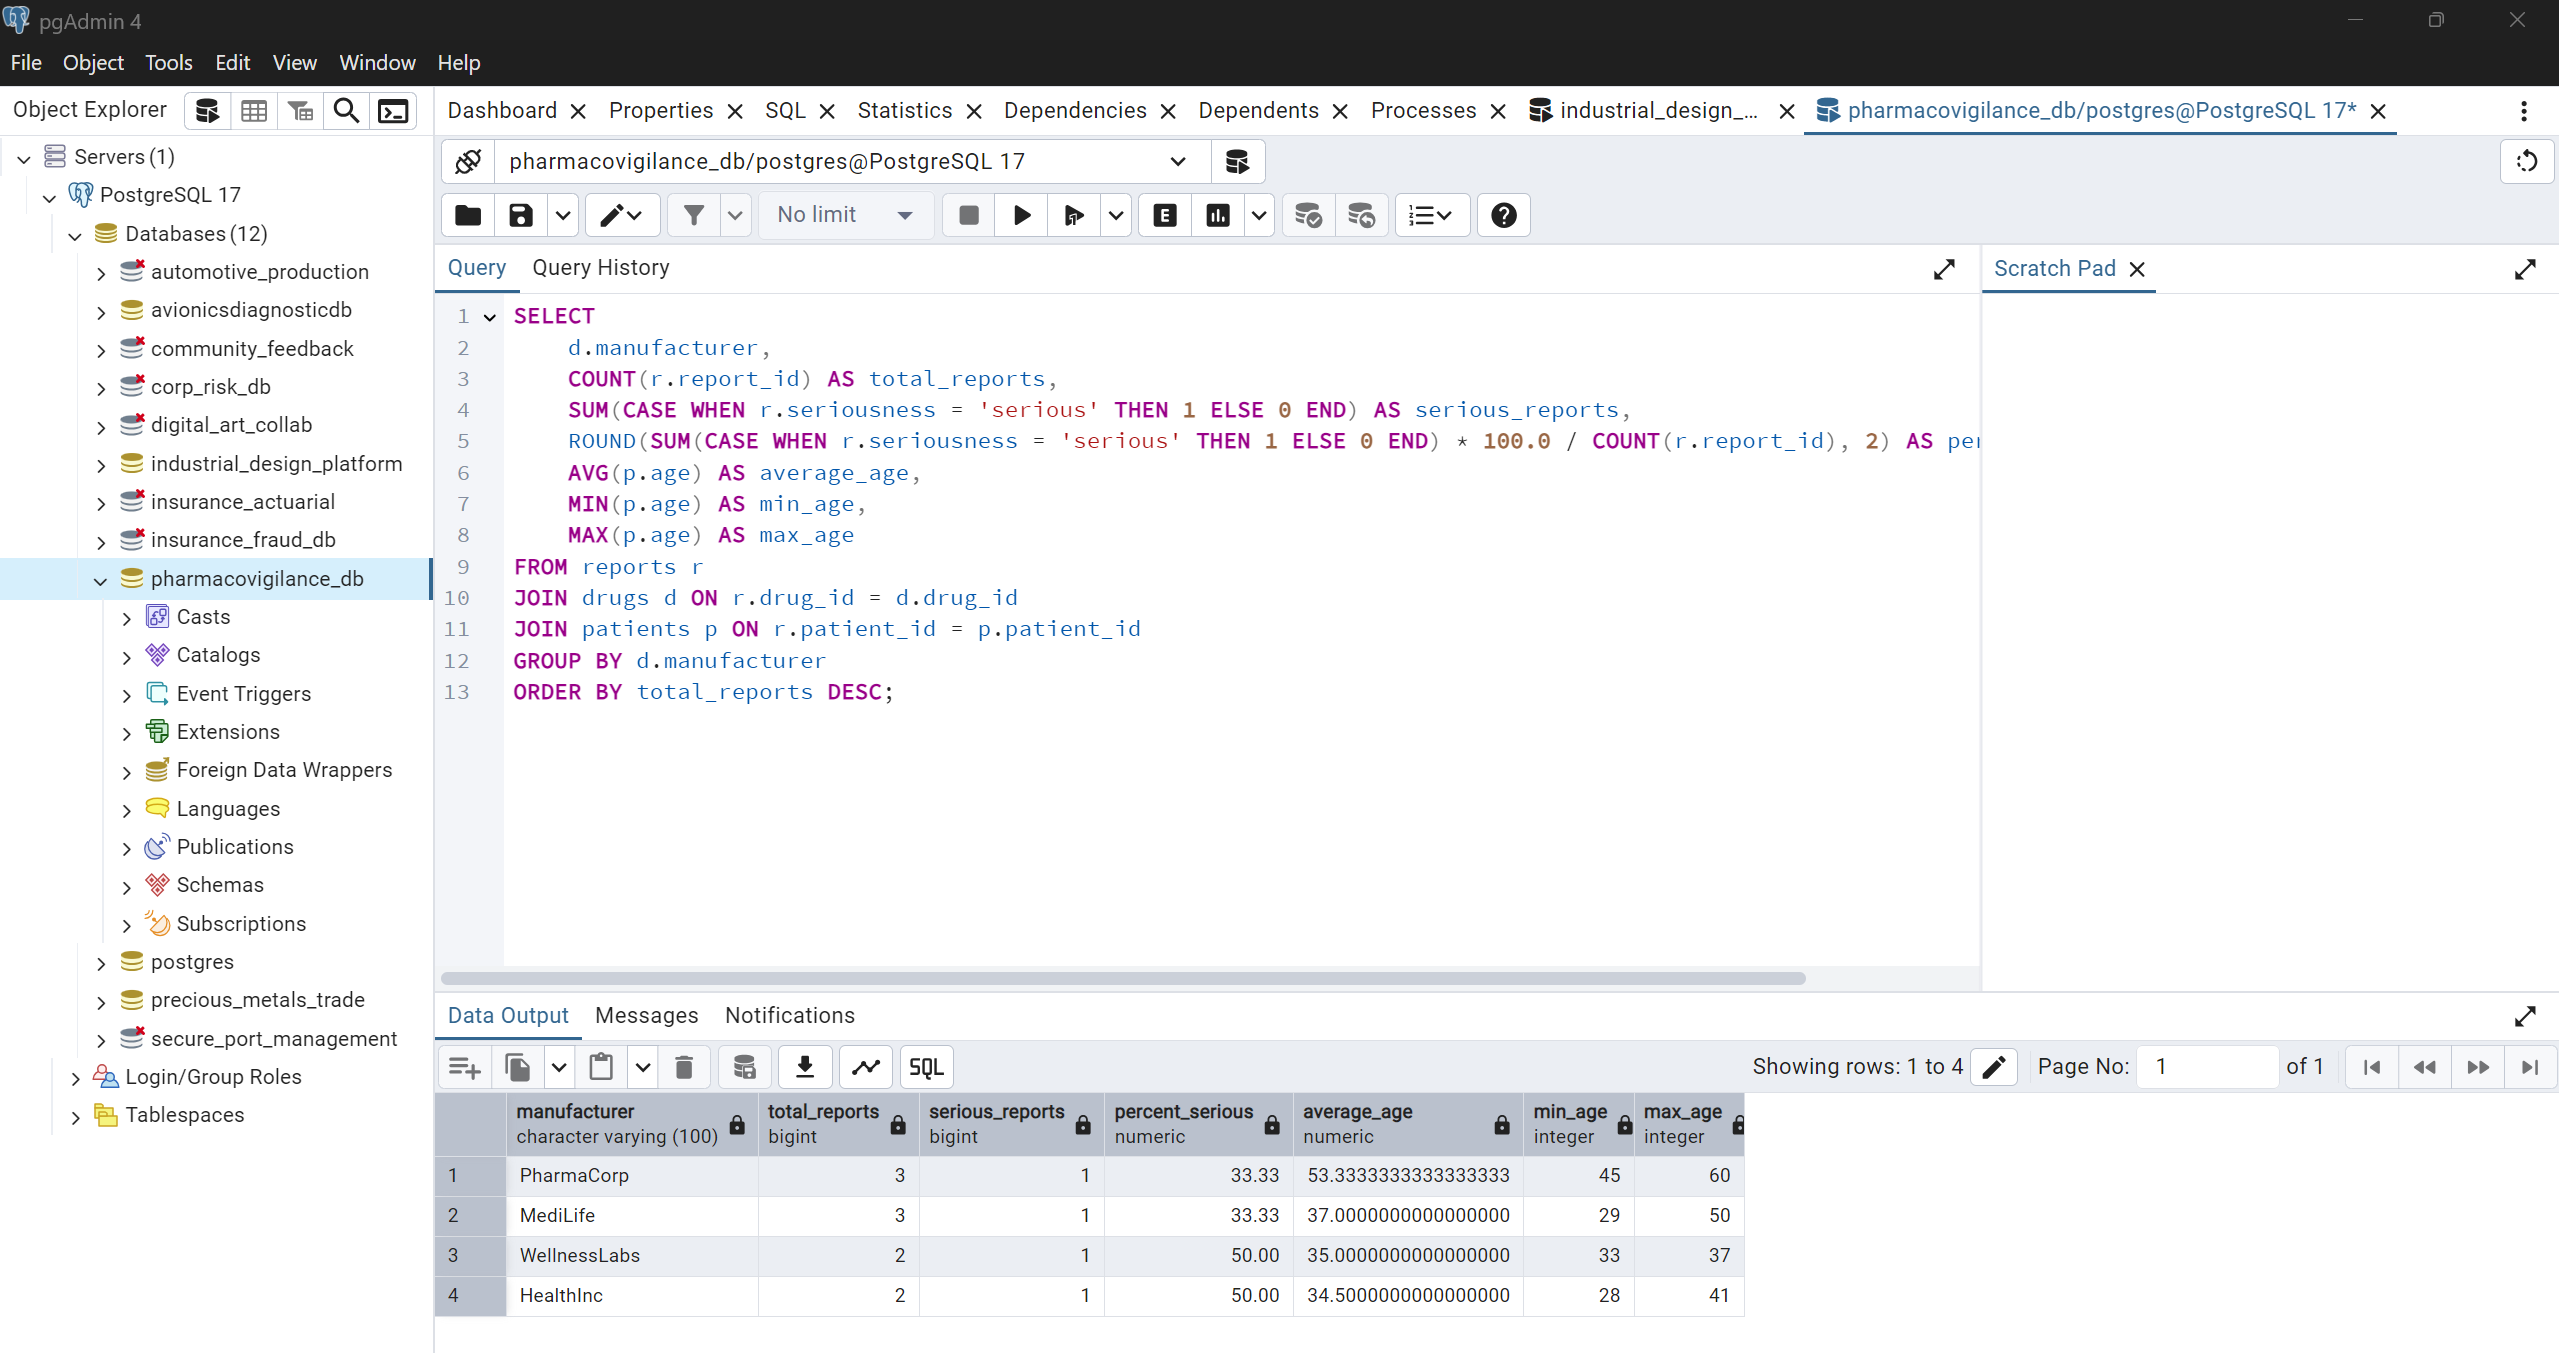 pgAdmin 4
File Object Tools Edit View Window Help
Object Explorer
Dashboard Properties SQL Statistics Dependencies Dependents Processes industrial_design_... pharmacovigilance_db/postgres@PostgreSQL 17*
Servers (1)
PostgreSQL 17
Databases (12)
automotive_production
avionicsdiagnosticdb
community_feedback
corp_risk_db
digital_art_collab
industrial_design_platform
insurance_actuarial
insurance_fraud_db
pharmacovigilance_db
Casts
Catalogs
Event Triggers
Extensions
Foreign Data Wrappers
Languages
Publications
Schemas
Subscriptions
postgres
precious_metals_trade
secure_port_management
Login/Group Roles
Tablespaces
pharmacovigilance_db/postgres@PostgreSQL 17
No limit
E
Query Query History
Scratch Pad
1 SELECT
2 d.manufacturer,
3 COUNT(r.report_id) AS total_reports,
4 SUM(CASE WHEN r.seriousness = 'serious' THEN 1 ELSE 0 END) AS serious_reports,
5 ROUND(SUM(CASE WHEN r.seriousness = 'serious' THEN 1 ELSE 0 END) * 100.0 / COUNT(r.report_id), 2) AS per
6 AVG(p.age) AS average_age,
7 MIN(p.age) AS min_age,
8 MAX(p.age) AS max_age
9 FROM reports r
10 JOIN drugs d ON r.drug_id = d.drug_id
11 JOIN patients p ON r.patient_id = p.patient_id
12 GROUP BY d.manufacturer
13 ORDER BY total_reports DESC;
Data Output Messages Notifications
SQL
Showing rows: 1 to 4
Page No: 1 of 1
manufacturer total_reports serious_reports percent_serious average_age min_age max_age
character varying (100) bigint bigint numeric numeric integer integer
1 PharmaCorp 3 1 33.33 53.3333333333333333 45 60
2 MediLife 3 1 33.33 37.0000000000000000 29 50
3 WellnessLabs 2 1 50.00 35.0000000000000000 33 37
4 HealthInc 2 1 50.00 34.5000000000000000 28 41